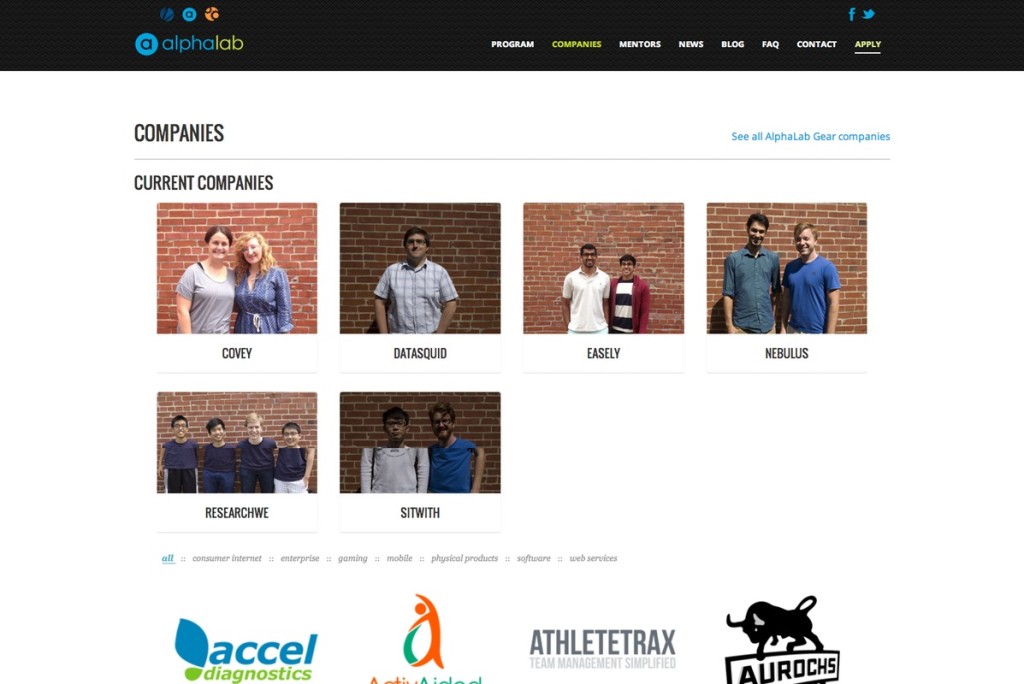 alphalab
PROGRAM COMPANIES MENTORS NEWS BLOG FAQ CONTACT APPLY
COMPANIES
See all AlphaLab Gear companies
CURRENT COMPANIES
COVEY DATASQUID EASELY NEBULUS
RESEARCHWE SITWITH
all :: consumer internet :: enterprise :: gaming :: mobile :: physical products :: software :: web services
accel
diagnostics
ActivAided
ATHLETETRAX
TEAM MANAGEMENT SIMPLIFIED
AUROCHS